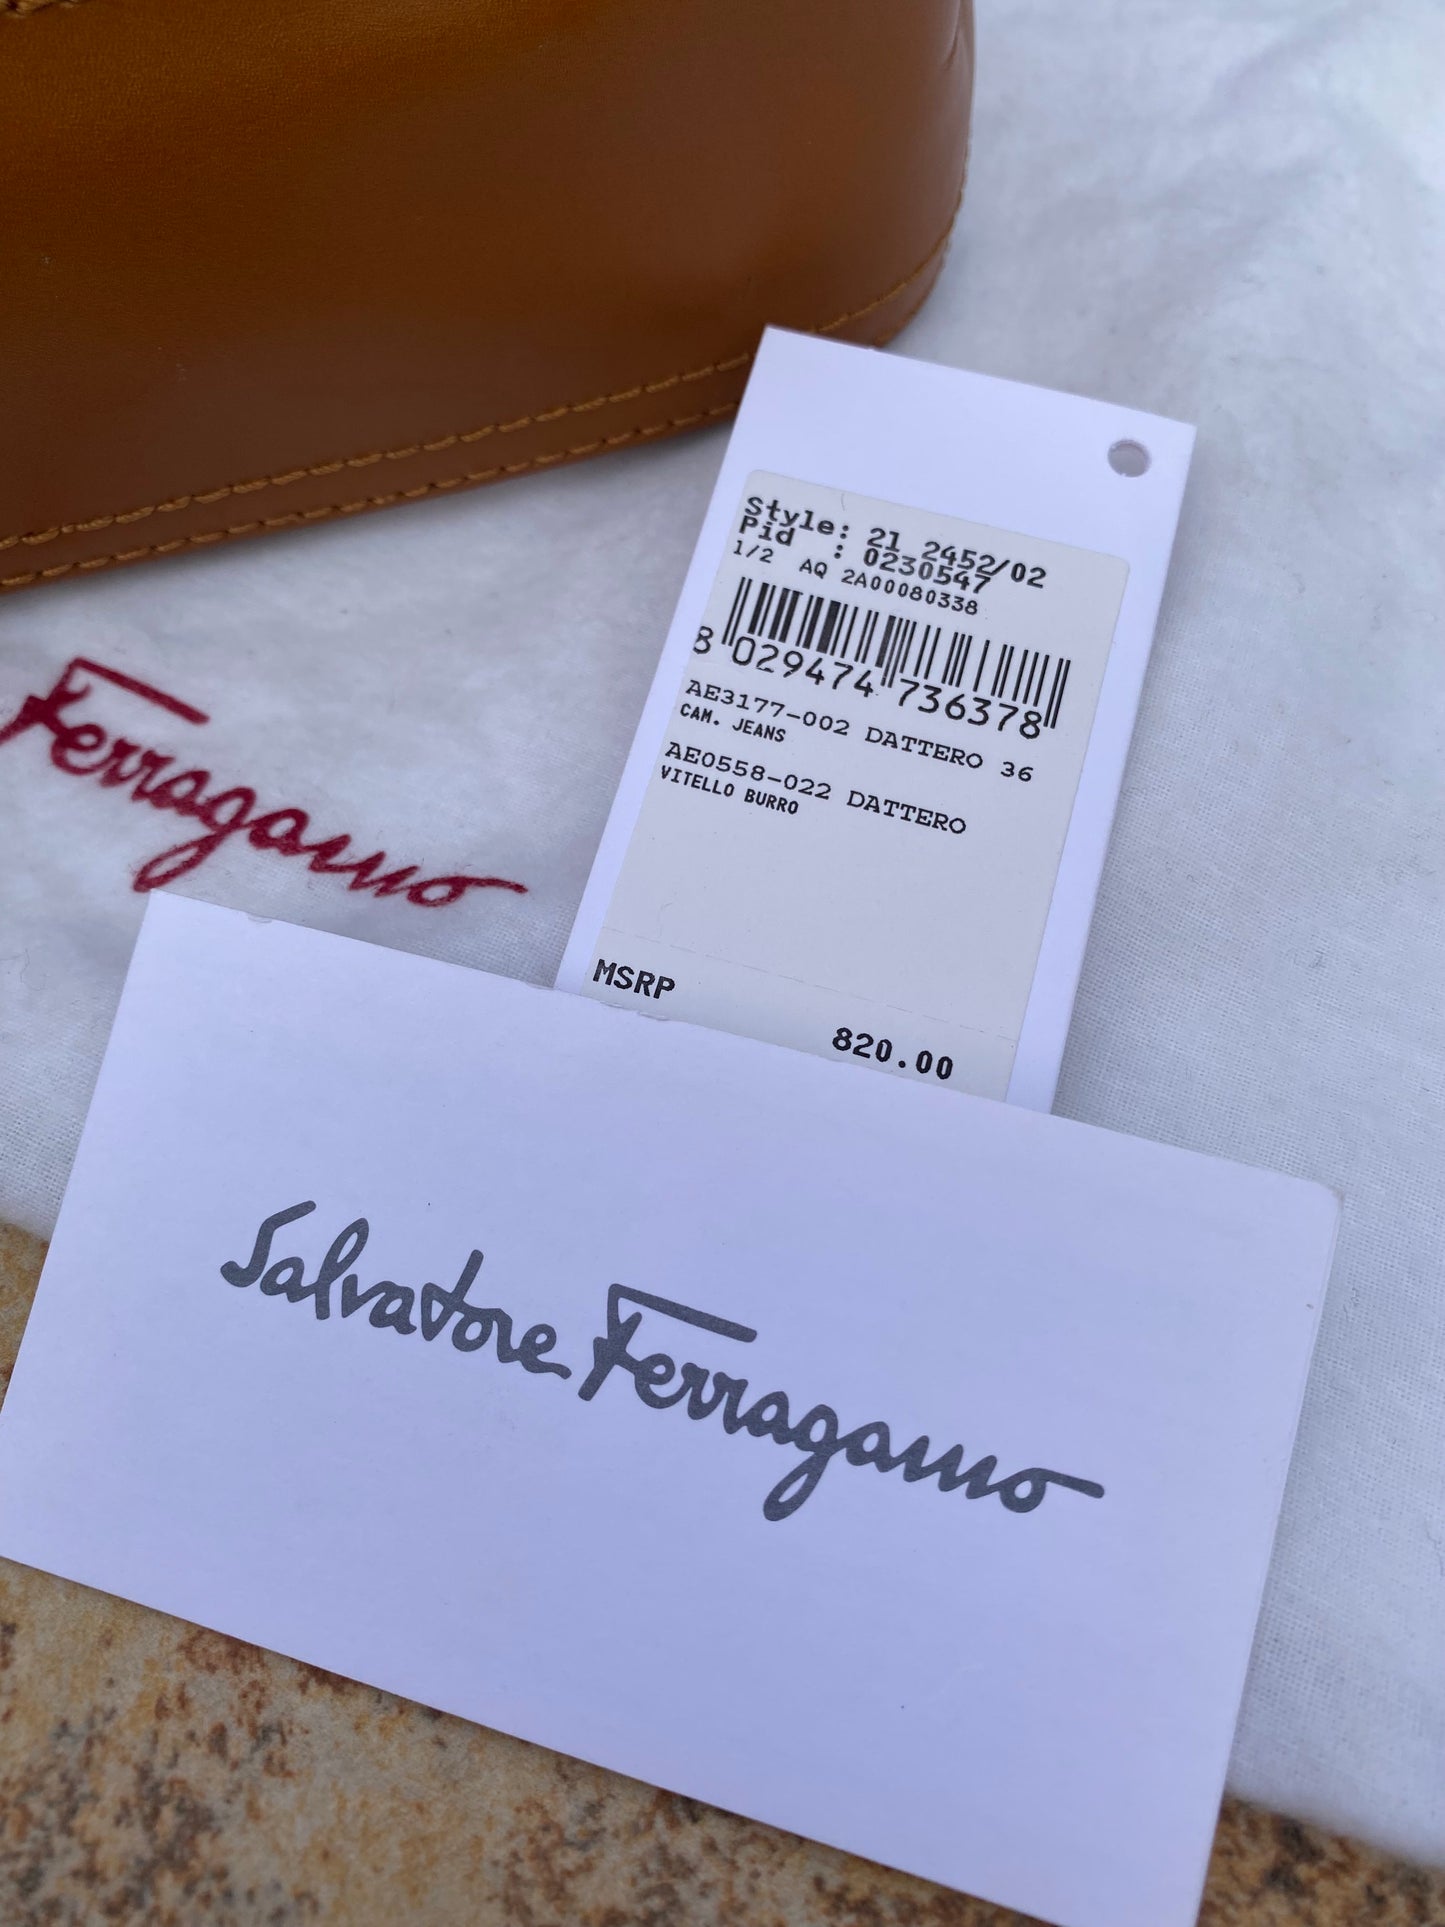 Style: 21 2452/02
Pid : 0230547
1/2 AQ 2A00080338
8 029474 736378
AE3177-002 DATTERO 36
CAM. JEANS
AE0558-022 DATTERO
VITELLO BURRO
MSRP
820.00
Ferragamo
Salvatore Ferragamo